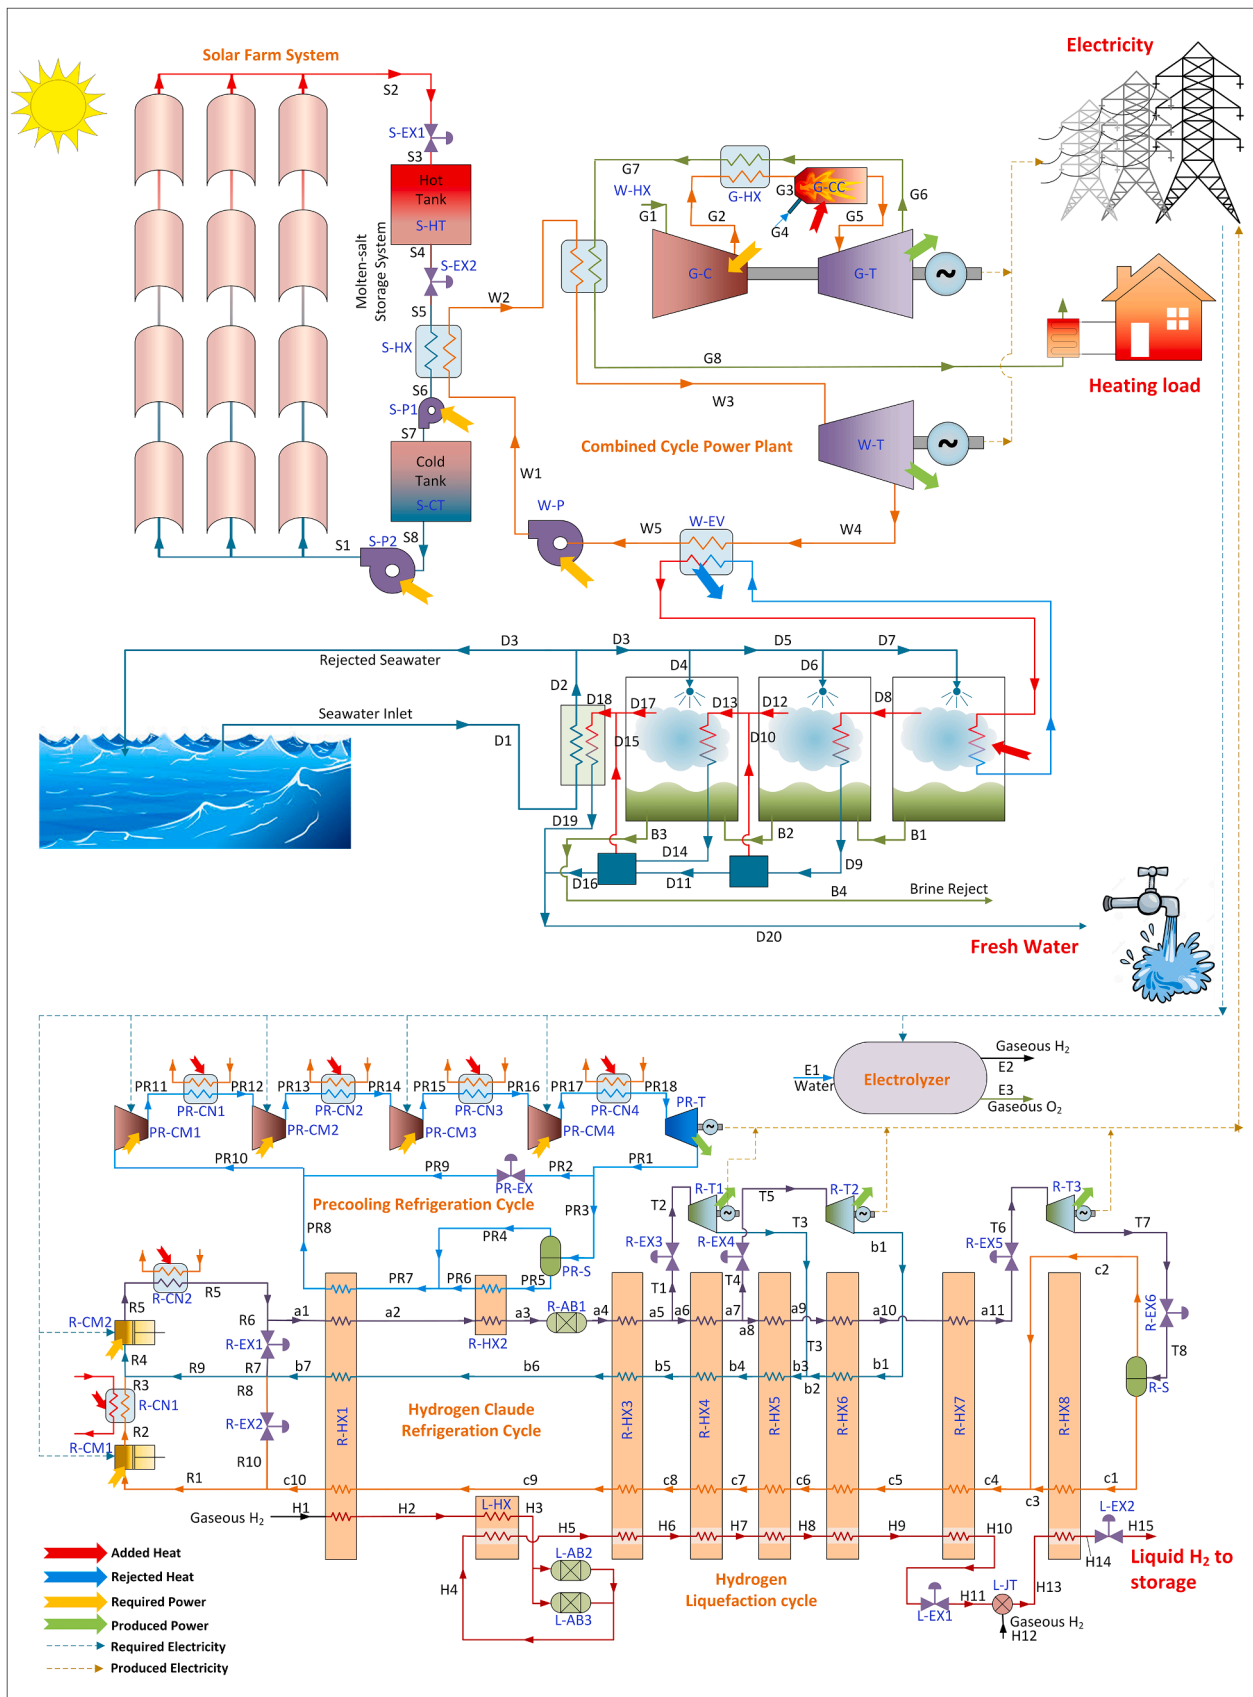 Solar Farm System
Electricity
S2
S-EX1
S3
Hot
Tank
S-HT
Molten-salt
Storage System
S4
S-EX2
S5
S-HX
S6
S-P1
S7
Cold
Tank
S-CT
S8
S-P2
S1
G7
W-HX
G1
G2
G-HX
G3
G4
G-CC
G5
G6
G-C
G-T
~
W2
G8
W3
Heating load
W1
Combined Cycle Power Plant
W-T
~
W-P
W5
W-EV
W4
D3
D3
D5
D7
Rejected Seawater
D2
D4
D6
Seawater Inlet
D18
D17
D13
D12
D8
D1
D15
D10
D19
B3
B2
B1
D14
D9
D16
D11
B4
Brine Reject
D20
Fresh Water
PR11
PR12
PR13
PR14
PR15
PR16
PR17
PR18
PR-CN1
PR-CN2
PR-CN3
PR-CN4
PR-T
PR-CM1
PR-CM2
PR-CM3
PR-CM4
~
E1
Water
Electrolyzer
Gaseous H2
E2
E3
Gaseous O2
PR10
PR9
PR2
PR1
PR-EX
Precooling Refrigeration Cycle
PR3
PR8
PR4
PR-S
PR7
PR6
PR5
R-T1
T2
T5
R-T2
T3
b1
R-T3
T6
T7
~
~
~
R-EX3
R-EX4
R-EX5
R-EX6
c2
T1
T4
T8
R-CN2
R5
R5
R-CM2
R6
a1
a2
a3
R-AB1
a4
a5
a6
a7
a8
a9
a10
a11
R-HX2
R-EX1
R4
R9
R7
b7
b6
b5
b4
b3
T3
b2
b1
R-S
R3
R8
R-CN1
R-EX2
R2
R-CM1
R10
R1
Hydrogen Claude
Refrigeration Cycle
R-HX1
R-HX3
R-HX4
R-HX5
R-HX6
R-HX7
R-HX8
c10
c9
c8
c7
c6
c5
c4
c3
c1
Gaseous H2
H1
H2
L-HX
H3
H5
H6
H7
H8
H9
H10
L-EX2
H15
H14
H4
L-AB2
L-AB3
Hydrogen
Liquefaction cycle
L-EX1
H11
L-JT
H13
Gaseous H2
H12
Liquid H2 to
storage
Added Heat
Rejected Heat
Required Power
Produced Power
Required Electricity
Produced Electricity